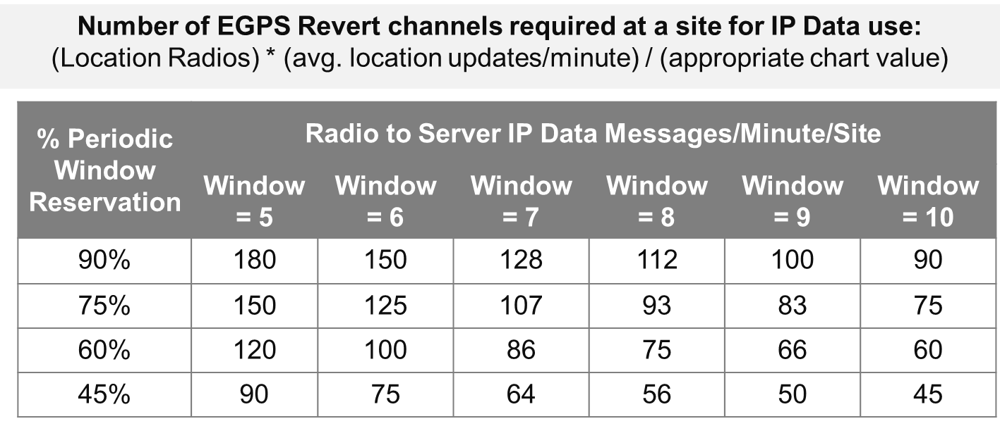 Number of EGPS Revert channels required at a site for IP Data use:
(Location Radios) * (avg. location updates/minute) / (appropriate chart value)
% Periodic Window Reservation
Radio to Server IP Data Messages/Minute/Site
Window = 5 Window = 6 Window = 7 Window = 8 Window = 9 Window = 10
90% 180 150 128 112 100 90
75% 150 125 107 93 83 75
60% 120 100 86 75 66 60
45% 90 75 64 56 50 45